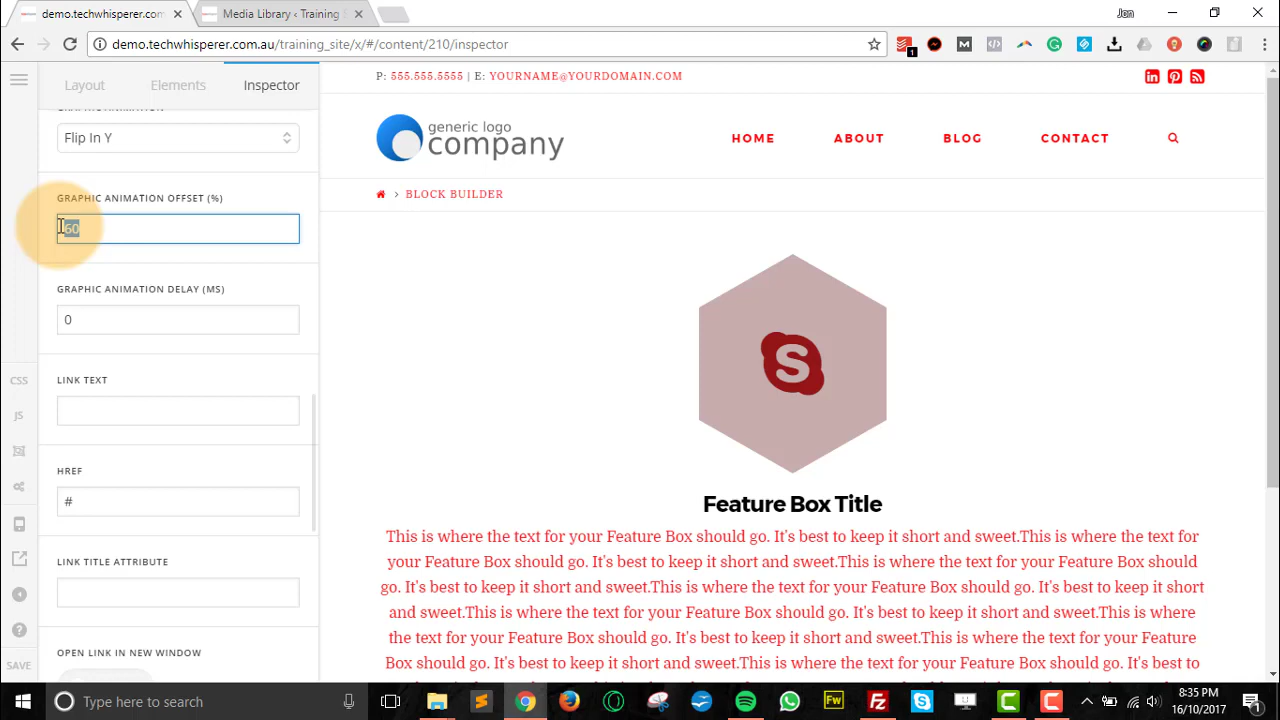 demo.techwhisperer.com
Media Library ‹ Training
Jon
demo.techwhisperer.com.au/training_site/x/#/content/210/inspector
1
Layout
Elements
Inspector
P: 555.555.5555 | E: YOURNAME@YOURDOMAIN.COM
Flip In Y
generic logo
company
HOME
ABOUT
BLOG
CONTACT
GRAPHIC ANIMATION OFFSET (%)
BLOCK BUILDER
60
GRAPHIC ANIMATION DELAY (MS)
0
LINK TEXT
CSS
JS
HREF
#
Feature Box Title
This is where the text for your Feature Box should go. It's best to keep it short and sweet.This is where the text for
your Feature Box should go. It's best to keep it short and sweet.This is where the text for your Feature Box should
go. It's best to keep it short and sweet.This is where the text for your Feature Box should go. It's best to keep it short
and sweet.This is where the text for your Feature Box should go. It's best to keep it short and sweet.This is where
the text for your Feature Box should go. It's best to keep it short and sweet.This is where the text for your Feature
Box should go. It's best to keep it short and sweet.This is where the text for your Feature Box should go. It's best to
LINK TITLE ATTRIBUTE
OPEN LINK IN NEW WINDOW
SAVE
Type here to search
Fw
8:35 PM
16/10/2017
1